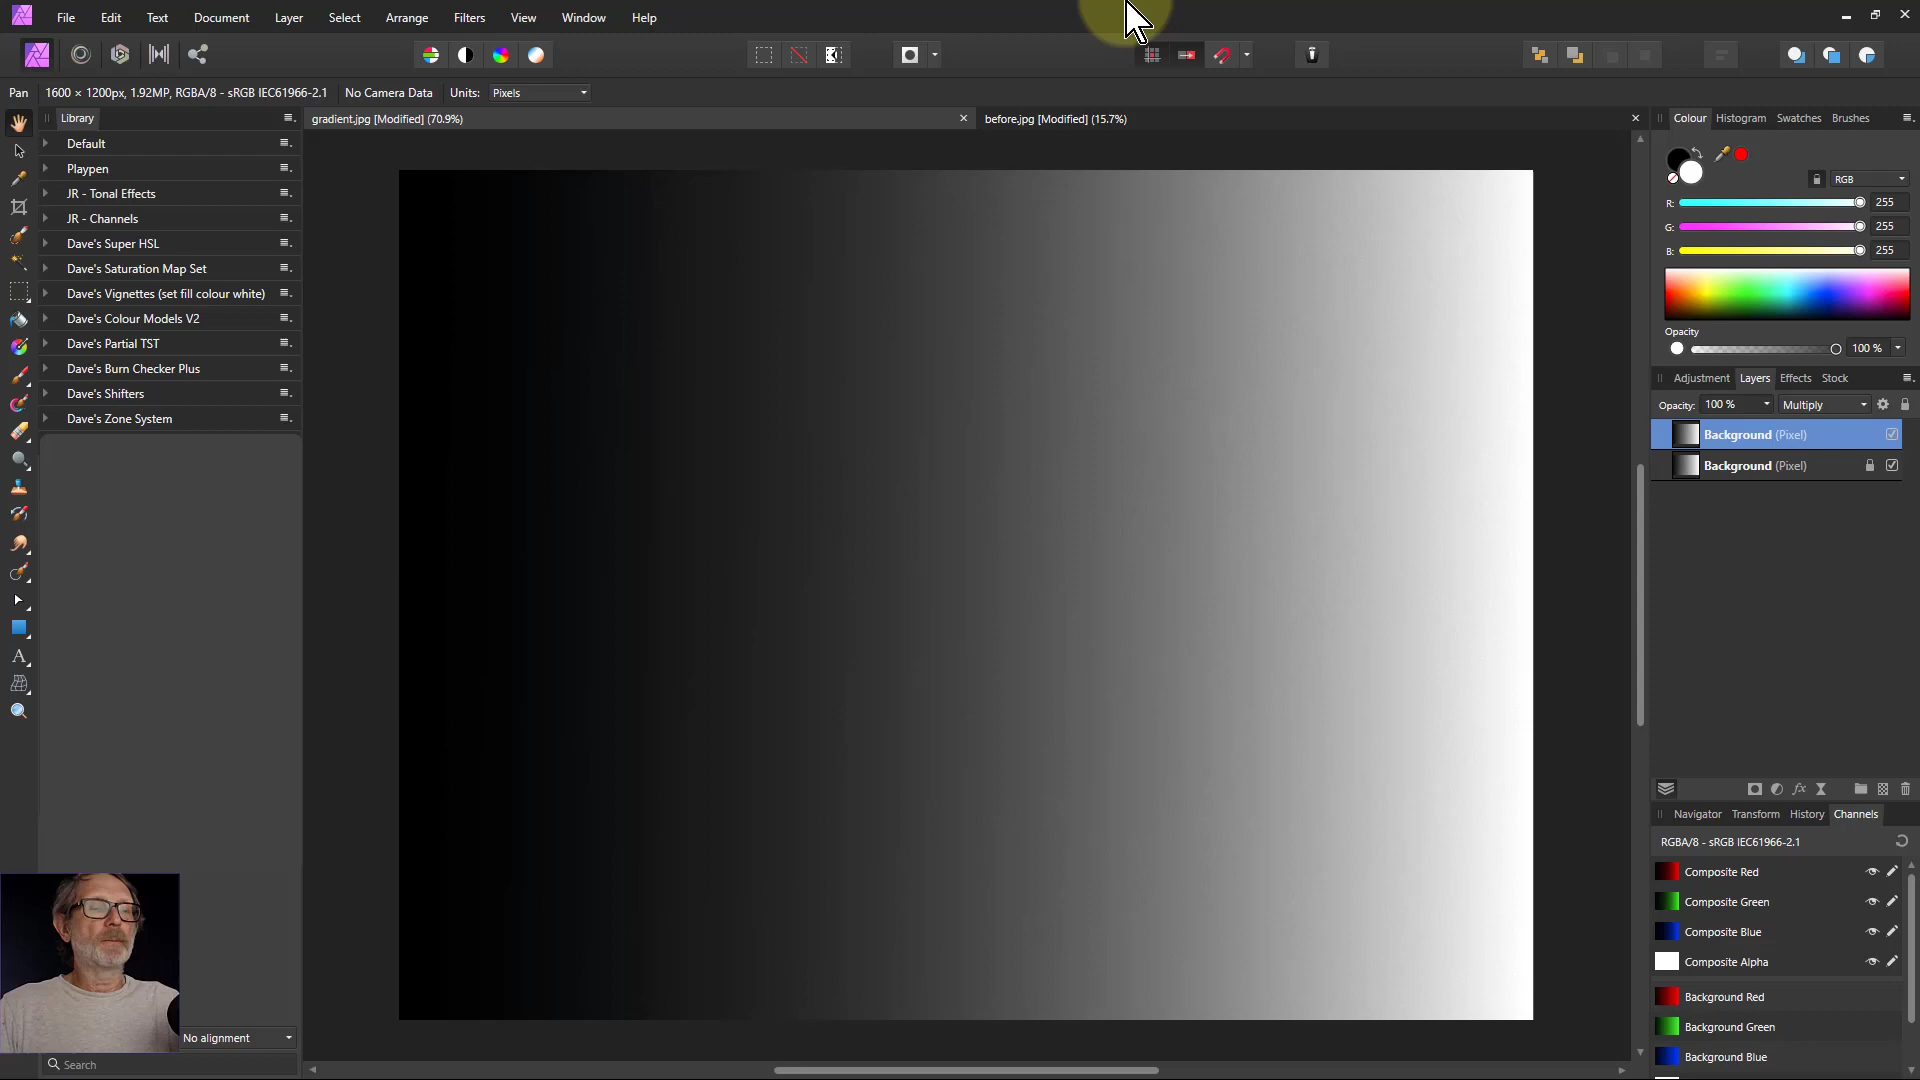 File Edit Text Document Layer Select Arrange Filters View Window Help
Pan 1600 × 1200px, 1.92MP, RGBA/8 - sRGB IEC61966-2.1 No Camera Data Units: Pixels
Library
gradient.jpg [Modified] (70.9%)
before.jpg [Modified] (15.7%)
Default
Playpen
JR - Tonal Effects
JR - Channels
Dave's Super HSL
Dave's Saturation Map Set
Dave's Vignettes (set fill colour white)
Dave's Colour Models V2
Dave's Partial TST
Dave's Burn Checker Plus
Dave's Shifters
Dave's Zone System
No alignment
Search
Colour Histogram Swatches Brushes
RGB
R: 255
G: 255
B: 255
Opacity
100 %
Adjustment Layers Effects Stock
Opacity: 100 % Multiply
Background (Pixel)
Background (Pixel)
fx
Navigator Transform History Channels
RGBA/8 - sRGB IEC61966-2.1
Composite Red
Composite Green
Composite Blue
Composite Alpha
Background Red
Background Green
Background Blue